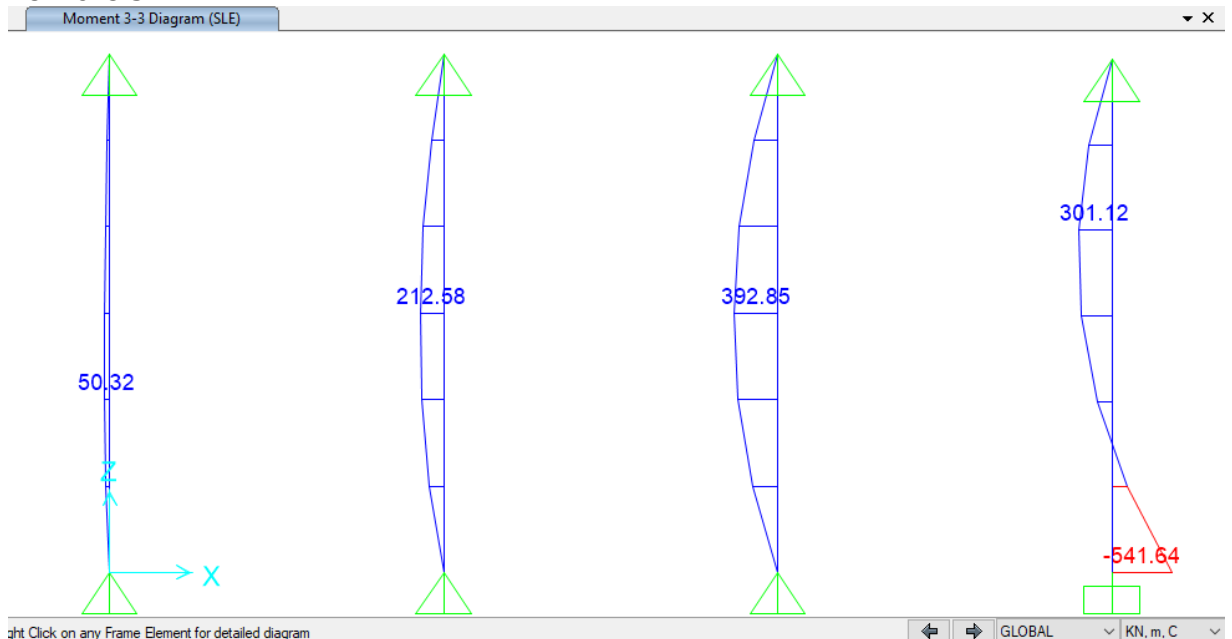 Moment 3-3 Diagram (SLE)
301.12
212.58
392.85
50.32
Z
-541.64
X
ght Click on any Frame Element for detailed diagram
GLOBAL
KN, m, C